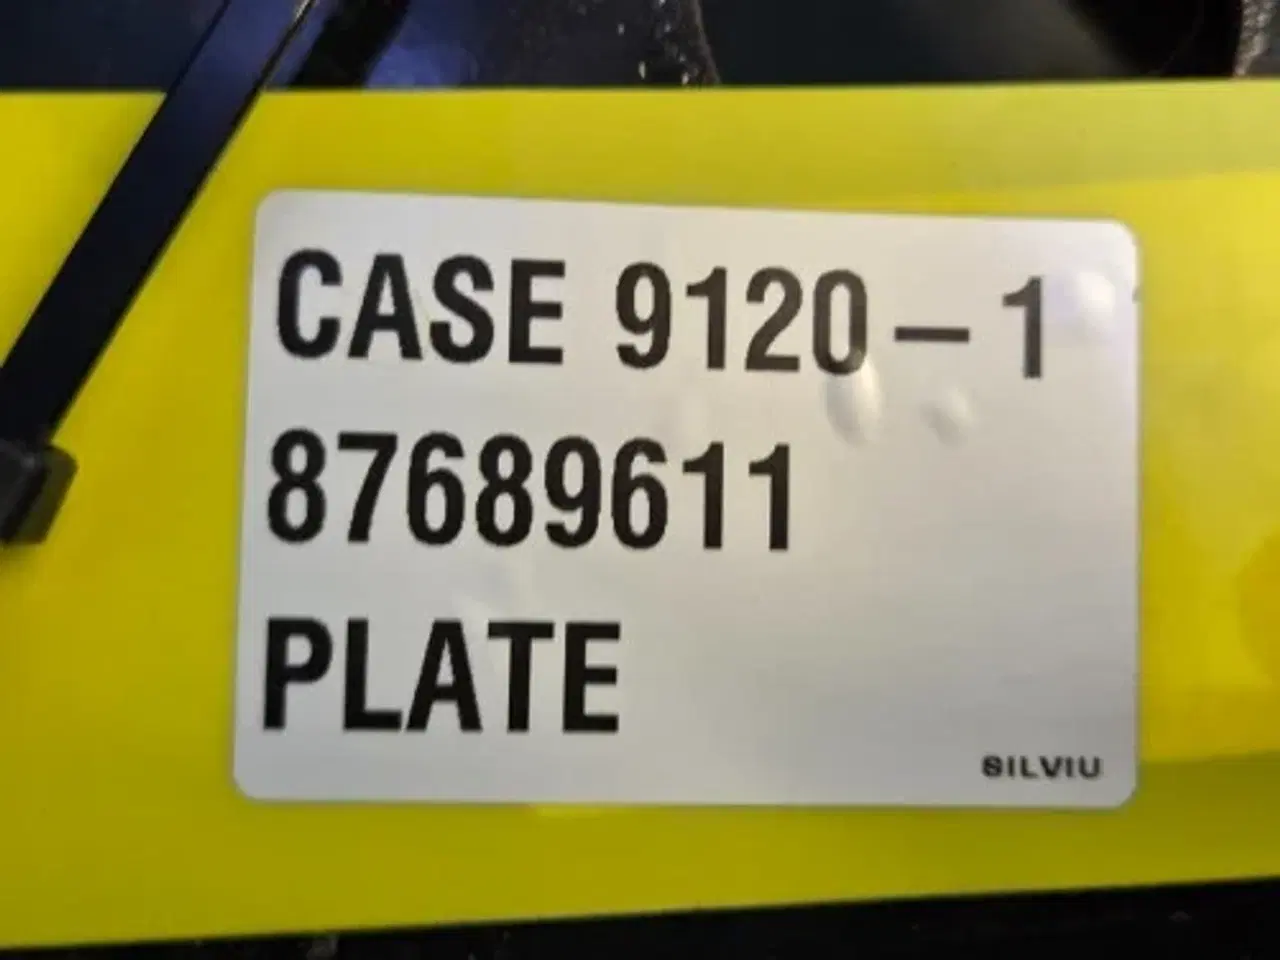 CASE 9120 – 1
87689611
PLATE
SILVIU